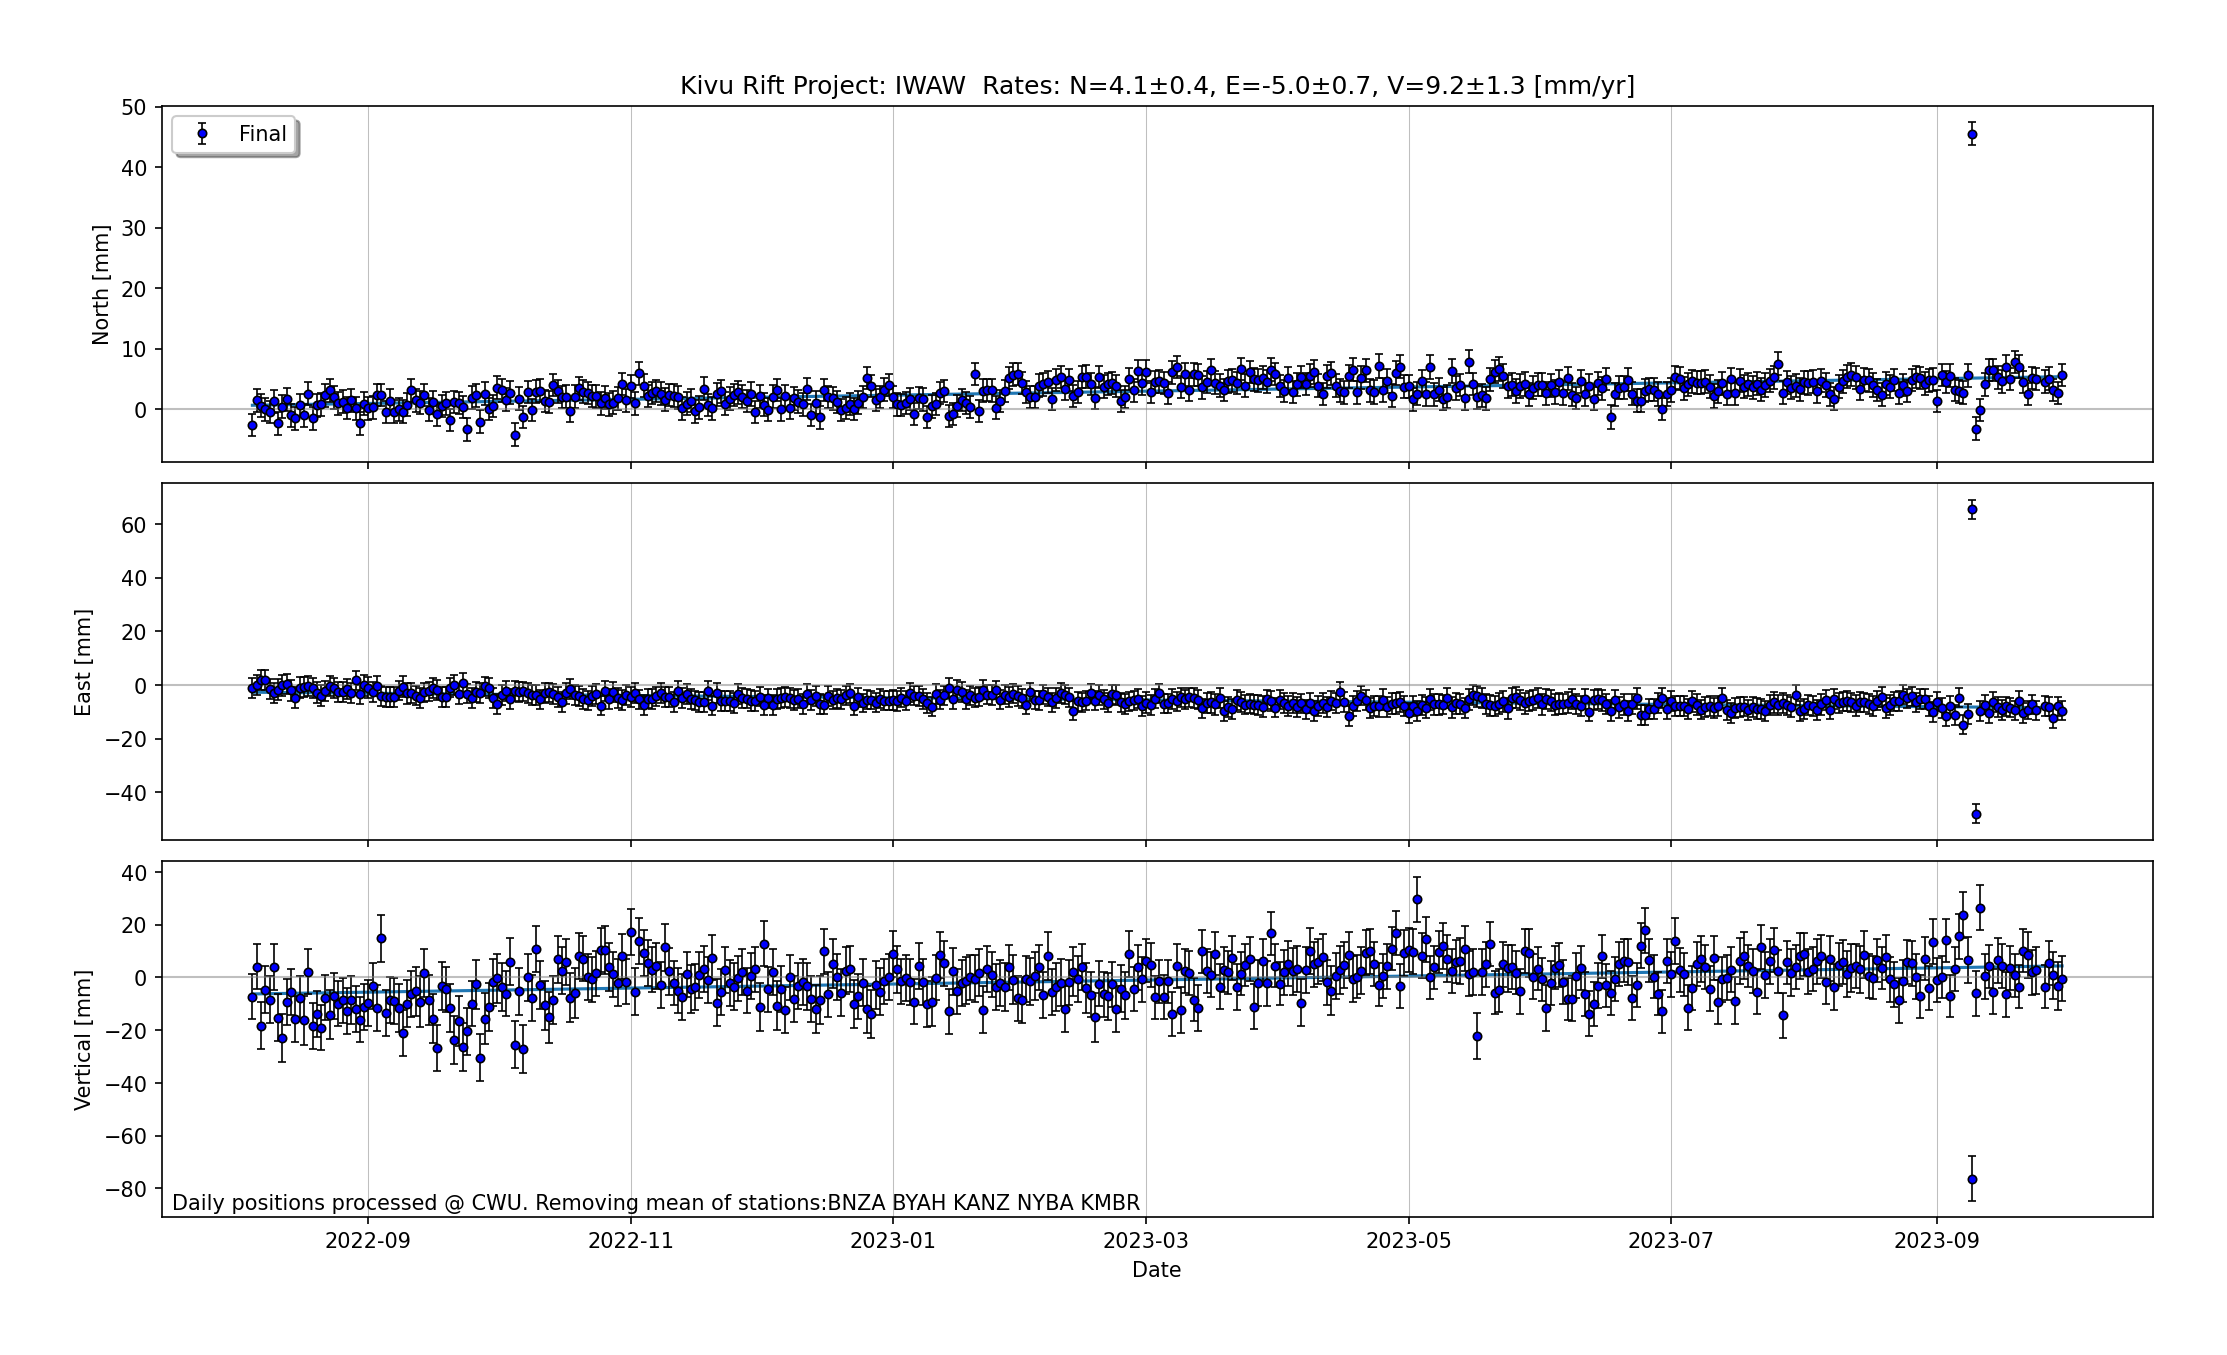 Kivu Rift Project: IWAW  Rates: N=4.1±0.4, E=-5.0±0.7, V=9.2±1.3 [mm/yr]
Final
North [mm]
50
40
30
20
10
0
East [mm]
60
40
20
0
−20
−40
Vertical [mm]
40
20
0
−20
−40
−60
−80
Daily positions processed @ CWU. Removing mean of stations:BNZA BYAH KANZ NYBA KMBR
2022-09 2022-11 2023-01 2023-03 2023-05 2023-07 2023-09
Date